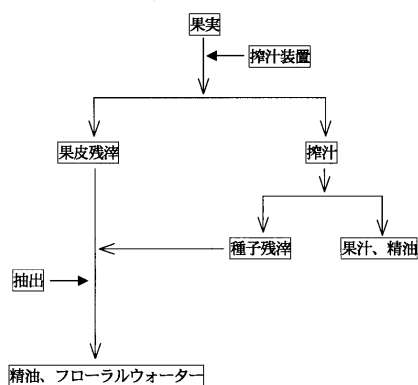 果実
搾汁装置
果皮残滓
搾汁
種子残滓
果汁、精油
抽出
精油、フローラルウォーター